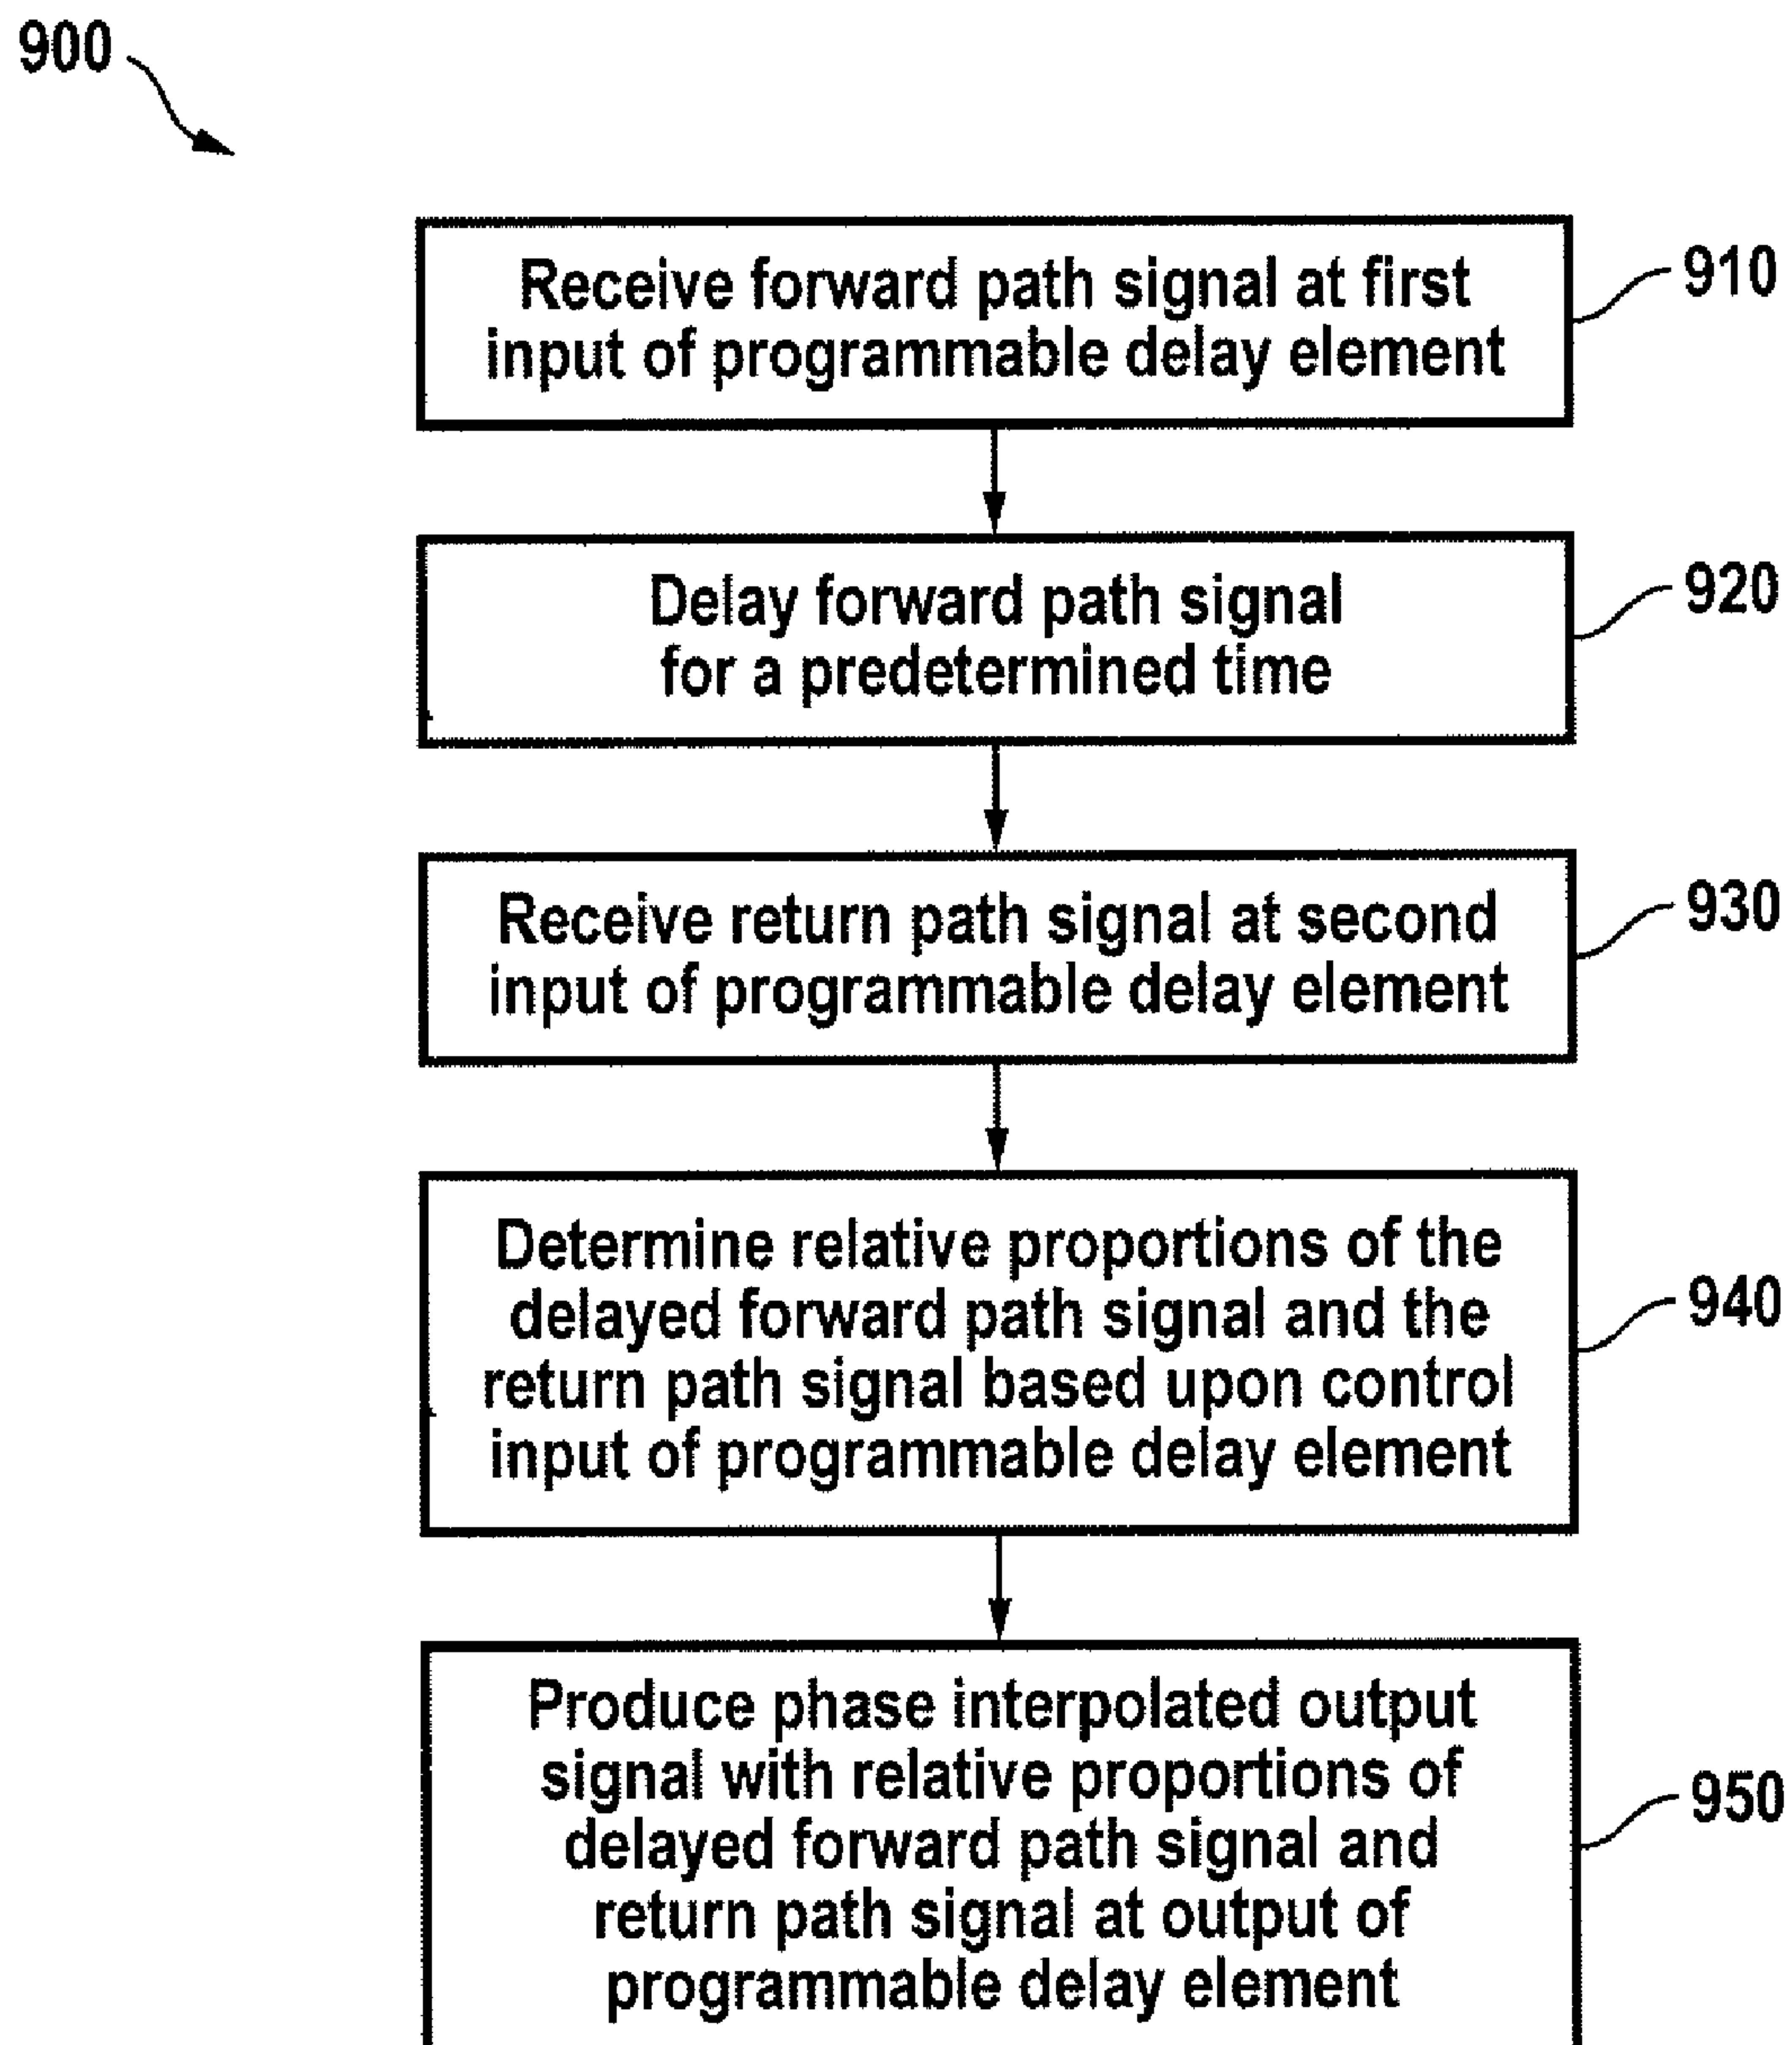 900
Receive forward path signal at first
input of programmable delay element
910
Delay forward path signal
for a predetermined time
920
Receive return path signal at second
input of programmable delay element
930
Determine relative proportions of the
delayed forward path signal and the
return path signal based upon control
input of programmable delay element
940
Produce phase interpolated output
signal with relative proportions of
delayed forward path signal and
return path signal at output of
programmable delay element
950